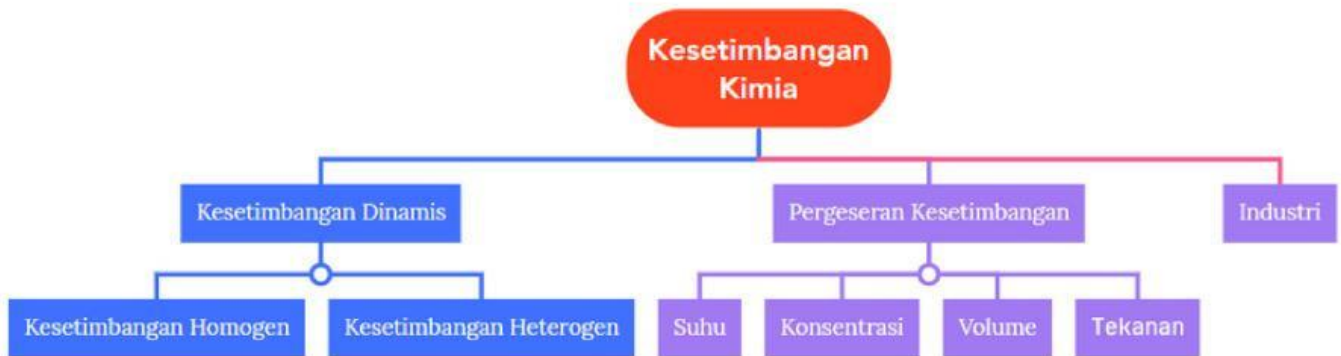 Kesetimbangan
Kimia
Kesetimbangan Dinamis
Pergeseran Kesetimbangan
Industri
Kesetimbangan Homogen
Kesetimbangan Heterogen
Suhu
Konsentrasi
Volume
Tekanan